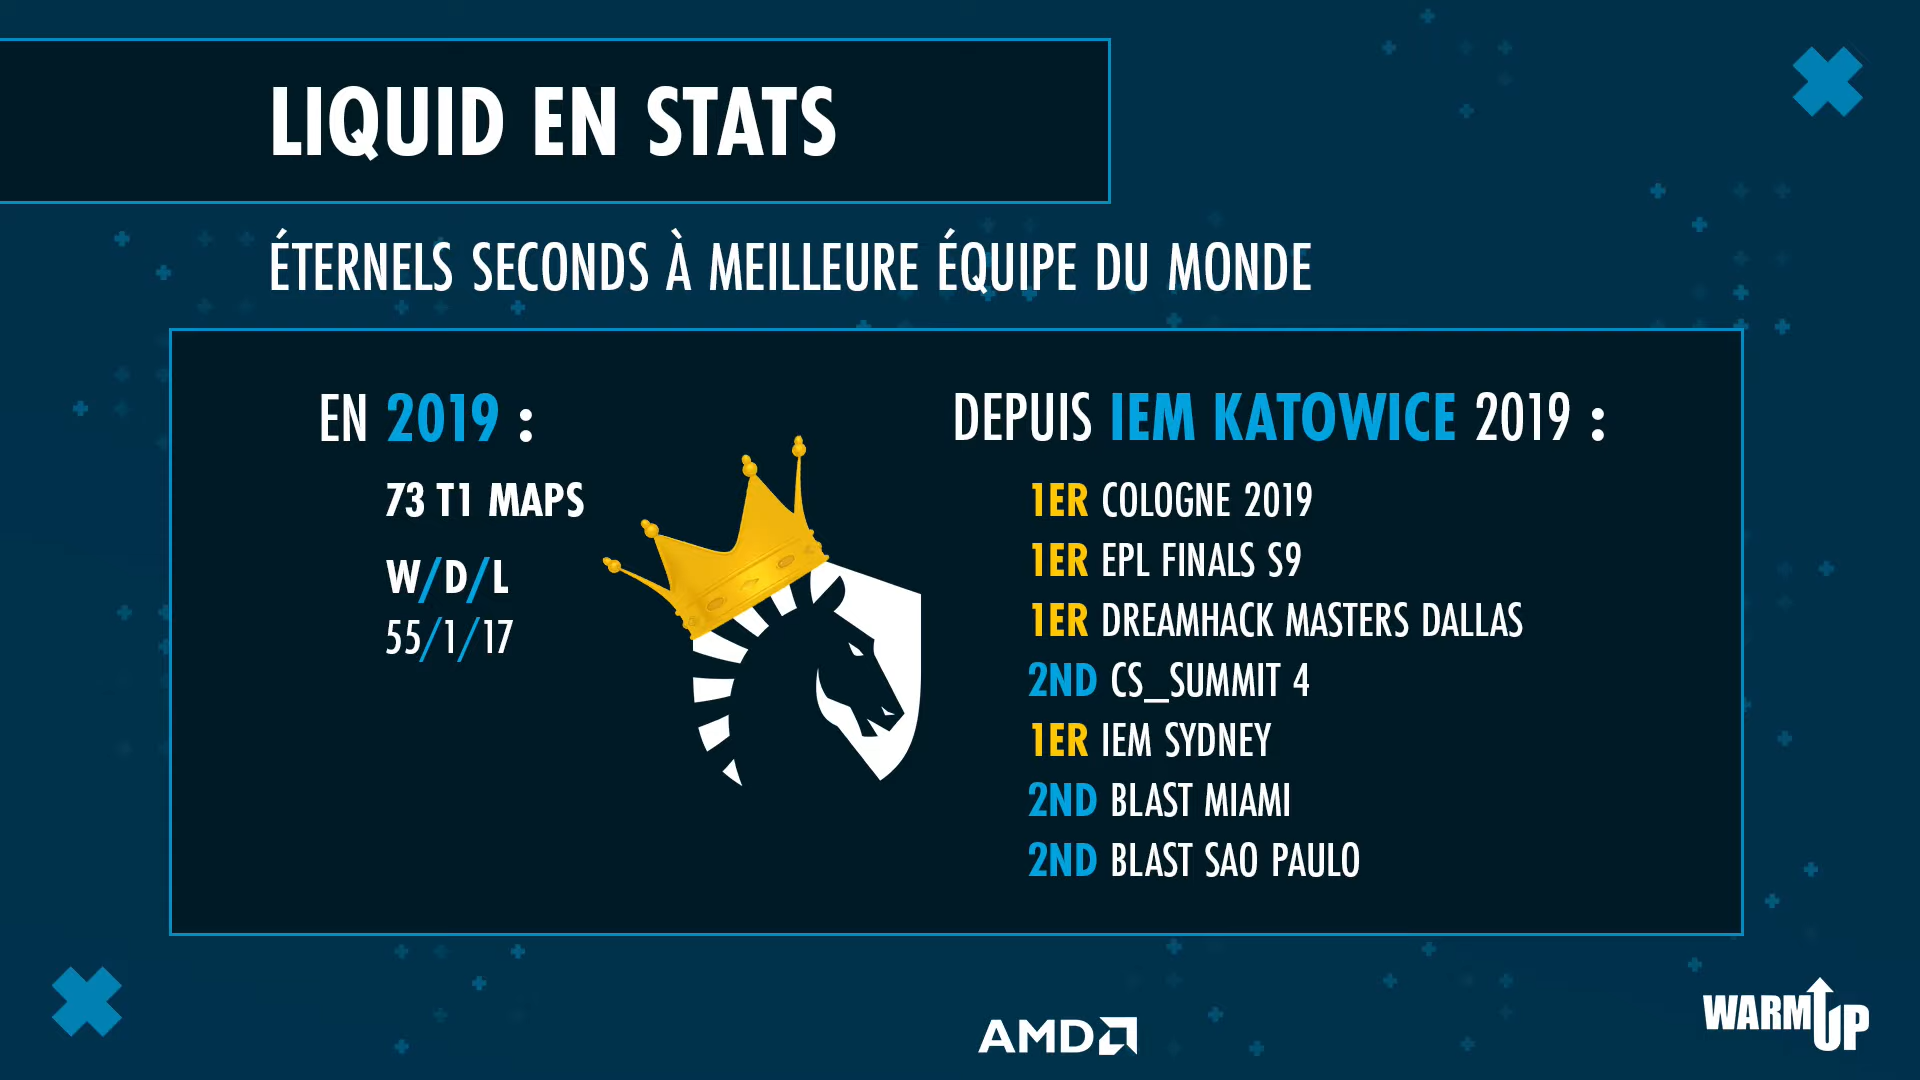 LIQUID EN STATS
ÉTERNELS SECONDS À MEILLEURE ÉQUIPE DU MONDE
EN 2019 :
73 T1 MAPS
W/D/L
55/1/17
DEPUIS IEM KATOWICE 2019 :
1ER COLOGNE 2019
1ER EPL FINALS S9
1ER DREAMHACK MASTERS DALLAS
2ND CS_SUMMIT 4
1ER IEM SYDNEY
2ND BLAST MIAMI
2ND BLAST SAO PAULO
AMD
WARMUP